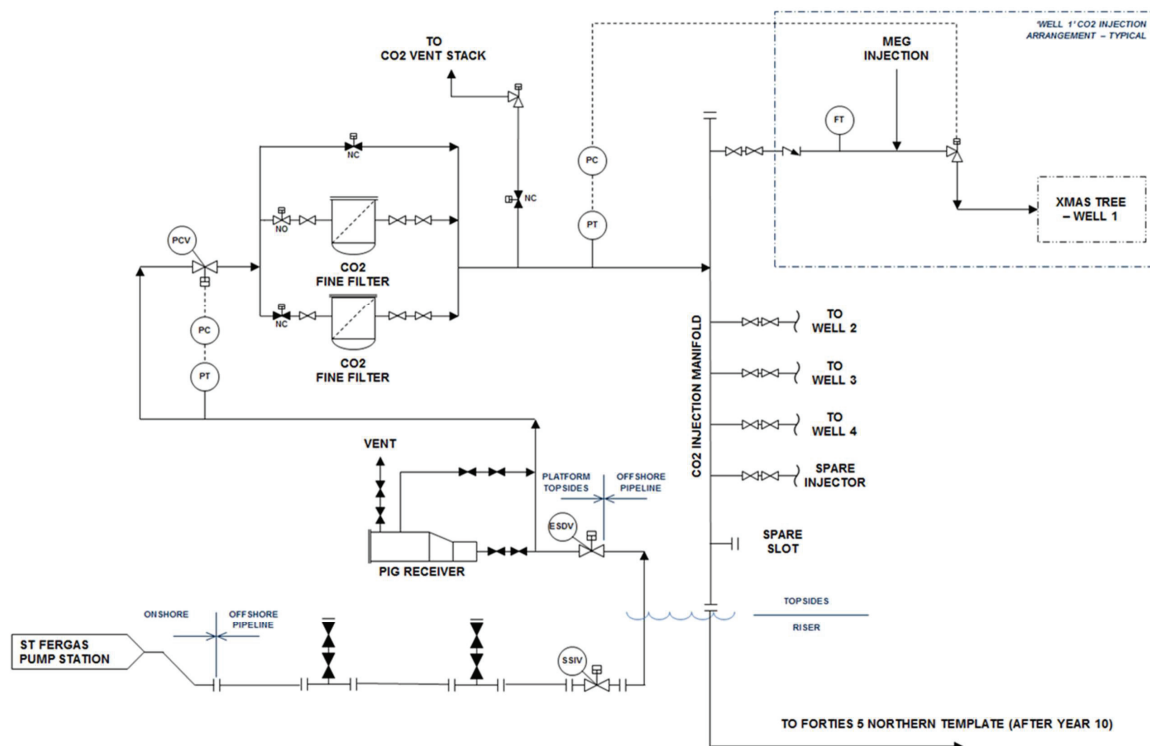 'WELL 1' CO2 INJECTION
ARRANGEMENT – TYPICAL
TO
CO2 VENT STACK
MEG
INJECTION
FT
NC
PC
XMAS TREE
– WELL 1
NC
PT
NO
PCV
CO2
FINE FILTER
NC
PC
CO2
FINE FILTER
PT
CO2 INJECTION MANIFOLD
TO
WELL 2
TO
WELL 3
TO
WELL 4
SPARE
INJECTOR
VENT
PLATFORM
TOPSIDES
OFFSHORE
PIPELINE
ESDV
PIG RECEIVER
SPARE
SLOT
ONSHORE
OFFSHORE
PIPELINE
TOPSIDES
RISER
ST FERGAS
PUMP STATION
SSIV
TO FORTIES 5 NORTHERN TEMPLATE (AFTER YEAR 10)